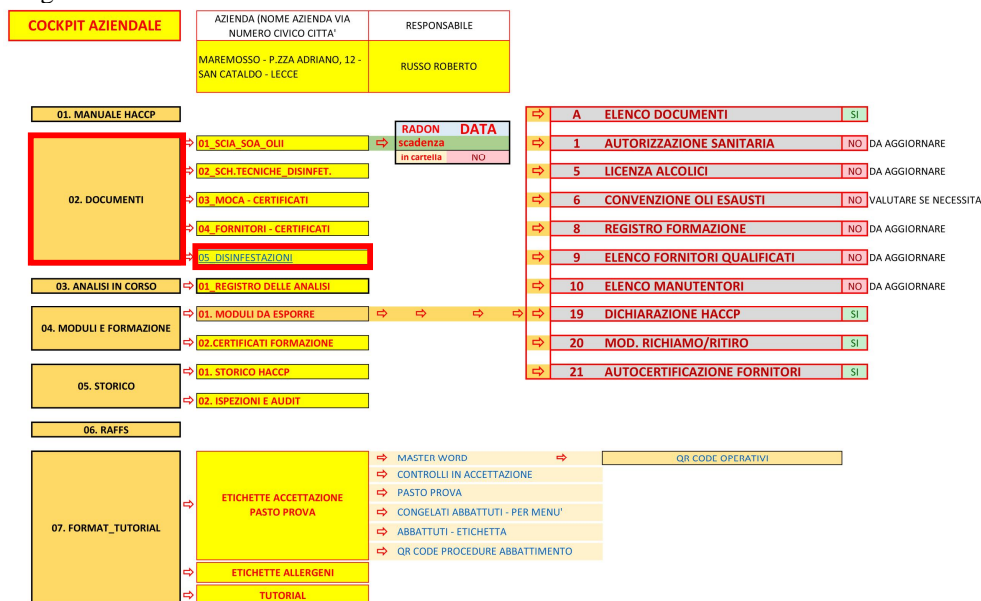 COCKPIT AZIENDALE
AZIENDA (NOME AZIENDA VIA
NUMERO CIVICO CITTA'
RESPONSABILE
MAREMOSSO - P.ZZA ADRIANO, 12 -
SAN CATALDO - LECCE
RUSSO ROBERTO
01. MANUALE HACCP
A ELENCO DOCUMENTI SI
RADON DATA
scadenza
in cartella NO
02. DOCUMENTI
01_SCIA_SOA_OLII
1 AUTORIZZAZIONE SANITARIA NO DA AGGIORNARE
02_SCH.TECNICHE_DISINFET.
5 LICENZA ALCOLICI NO DA AGGIORNARE
03_MOCA - CERTIFICATI
6 CONVENZIONE OLI ESAUSTI NO VALUTARE SE NECESSITA
04_FORNITORI - CERTIFICATI
8 REGISTRO FORMAZIONE NO DA AGGIORNARE
05_DISINFESTAZIONI
9 ELENCO FORNITORI QUALIFICATI NO DA AGGIORNARE
03. ANALISI IN CORSO
01_REGISTRO DELLE ANALISI
10 ELENCO MANUTENTORI NO DA AGGIORNARE
04. MODULI E FORMAZIONE
01. MODULI DA ESPORRE
19 DICHIARAZIONE HACCP SI
02.CERTIFICATI FORMAZIONE
20 MOD. RICHIAMO/RITIRO SI
05. STORICO
01. STORICO HACCP
21 AUTOCERTIFICAZIONE FORNITORI SI
02. ISPEZIONI E AUDIT
06. RAFFS
07. FORMAT_TUTORIAL
ETICHETTE ACCETTAZIONE
PASTO PROVA
MASTER WORD
QR CODE OPERATIVI
CONTROLLI IN ACCETTAZIONE
PASTO PROVA
CONGELATI ABBATTUTI - PER MENU'
ABBATTUTI - ETICHETTA
QR CODE PROCEDURE ABBATTIMENTO
ETICHETTE ALLERGENI
TUTORIAL